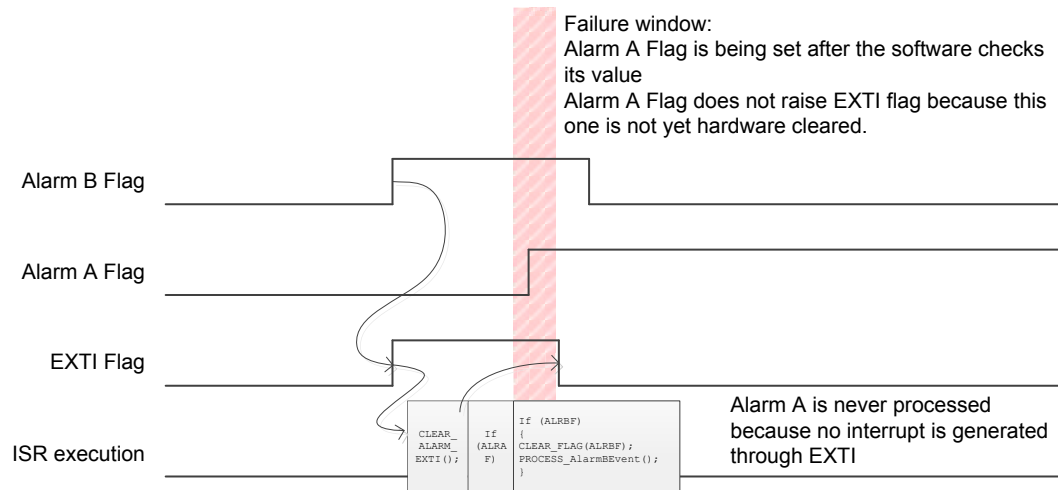 Failure window:
Alarm A Flag is being set after the software checks
its value
Alarm A Flag does not raise EXTI flag because this
one is not yet hardware cleared.
Alarm B Flag
Alarm A Flag
EXTI Flag
ISR execution
CLEAR_
ALARM_
EXTI();
If
(ALRA
F)
If (ALRBF)
{
CLEAR_FLAG(ALRBF);
PROCESS_AlarmBEvent();
}
Alarm A is never processed
because no interrupt is generated
through EXTI